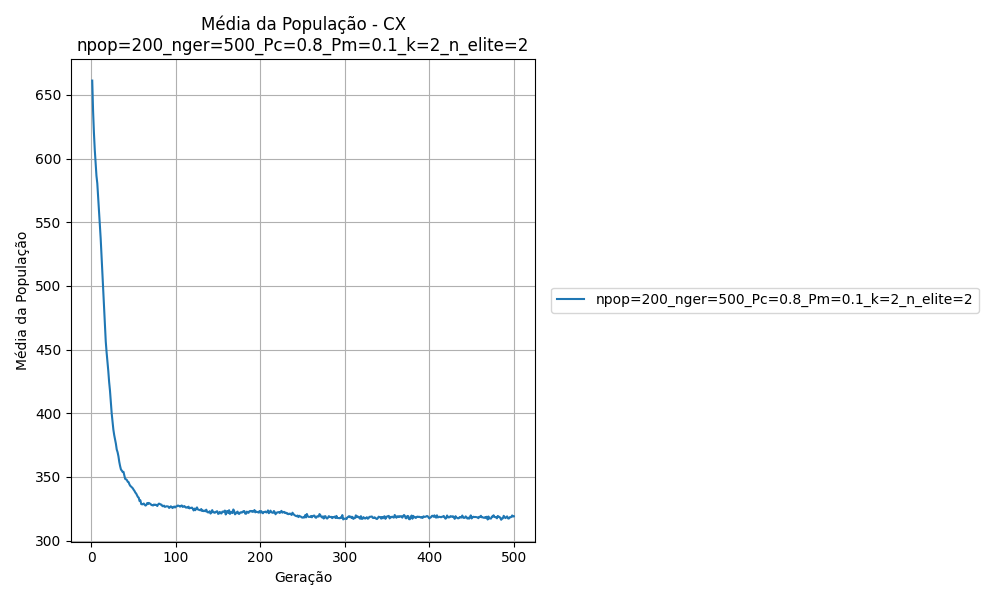 Média da População - CX
npop=200_nger=500_Pc=0.8_Pm=0.1_k=2_n_elite=2
Média da População
650
600
550
500
450
400
350
300
0 100 200 300 400 500
Geração
npop=200_nger=500_Pc=0.8_Pm=0.1_k=2_n_elite=2